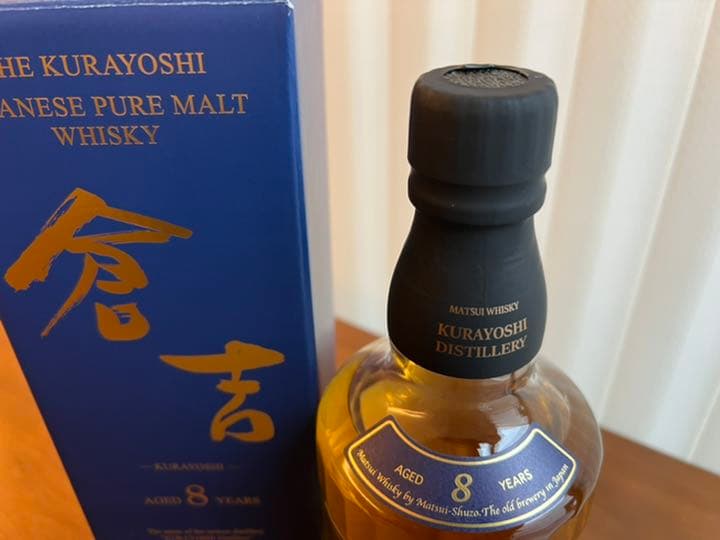 HE KURAYOSHI
ANESE PURE MALT
WHISKY
倉吉
KURAYOSHI
AGED 8 YEARS
MATSUI WHISKY
KURAYOSHI
DISTILLERY
AGED 8 YEARS
Matsui Whisky by Matsui-Shuzo.The old brewery in Japan